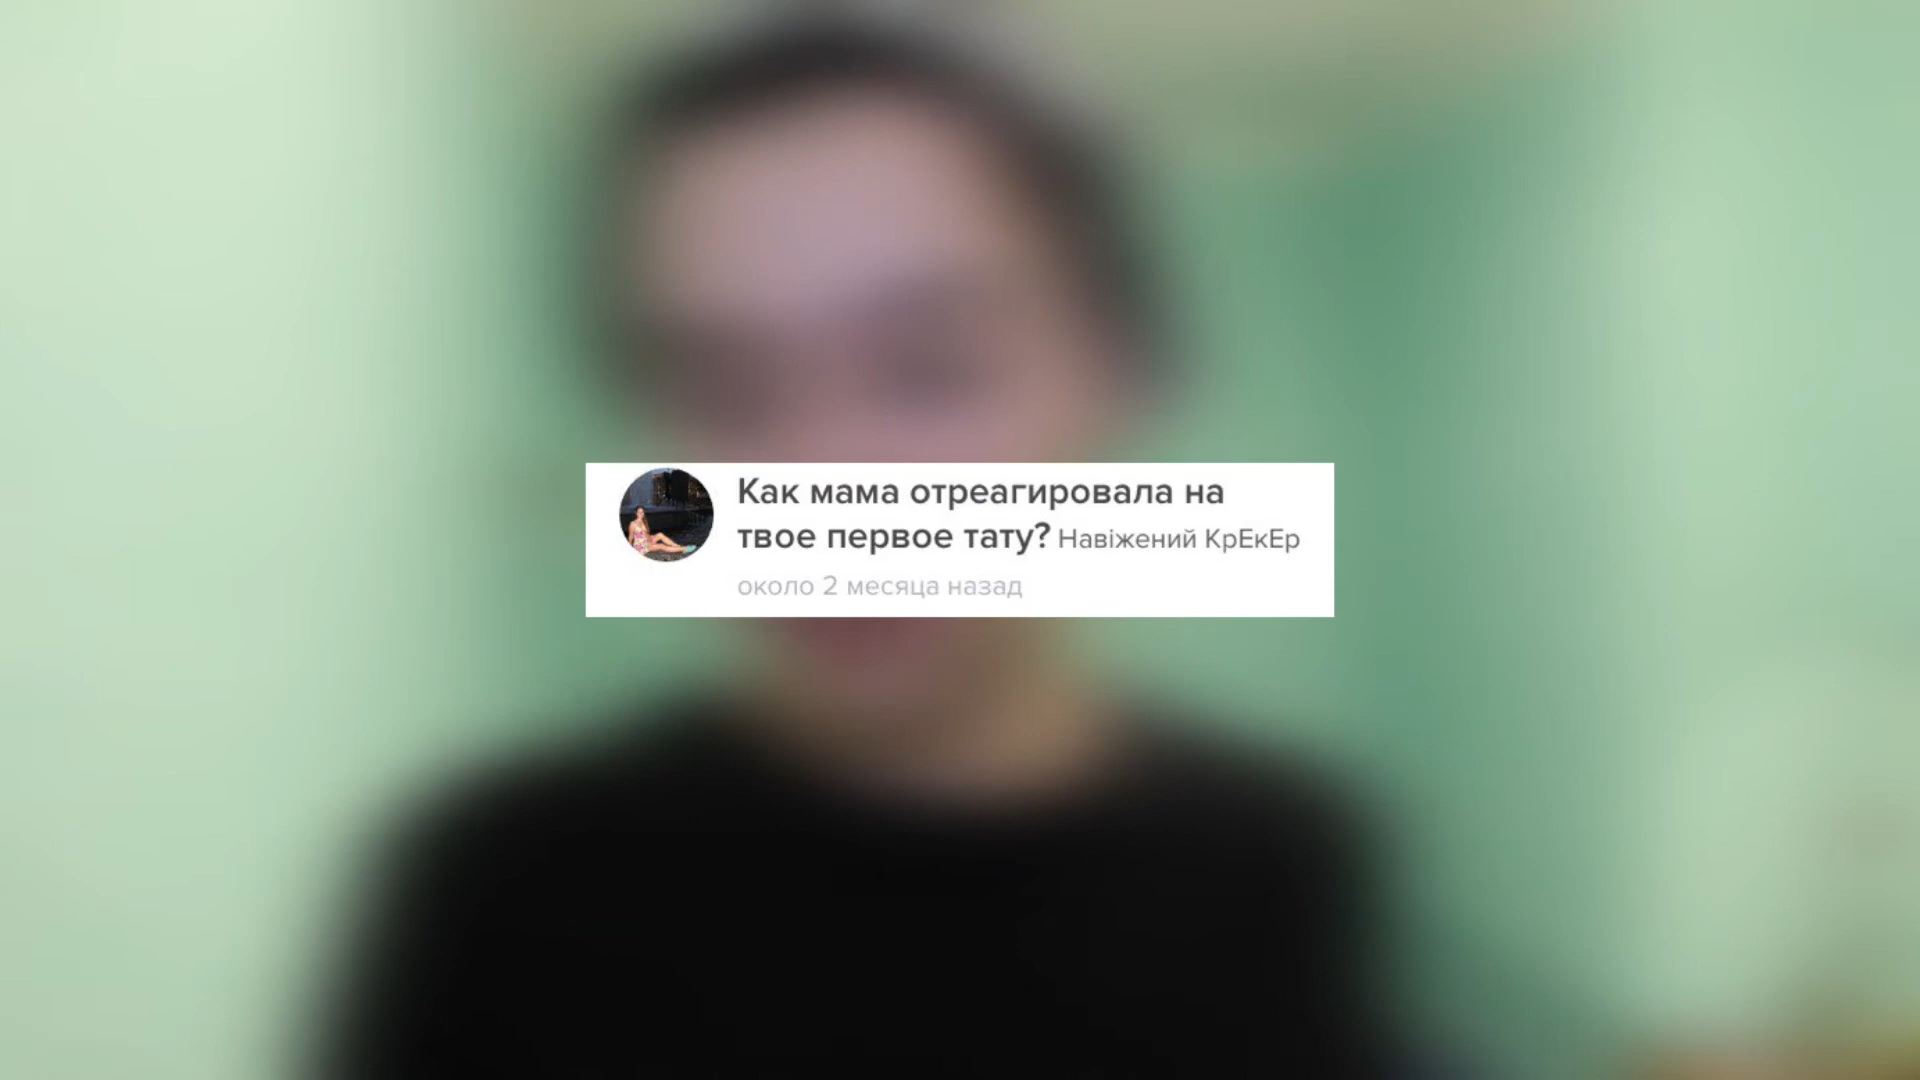 Как мама отреагировала на
твое первое тату? Навіжений КрЕкЕр
около 2 месяца назад